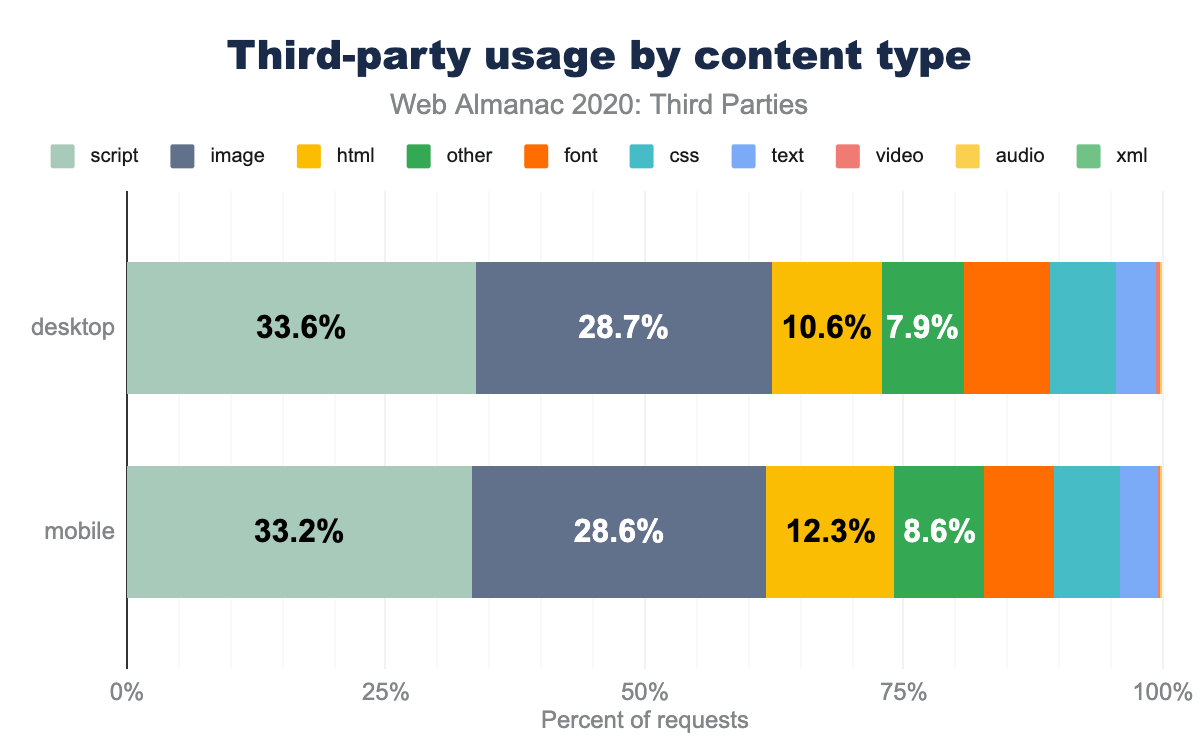 Third-party usage by content type
Web Almanac 2020: Third Parties
script image html other font css text video audio xml
desktop 33.6% 28.7% 10.6% 7.9%
mobile 33.2% 28.6% 12.3% 8.6%
0% 25% 50% 75% 100%
Percent of requests